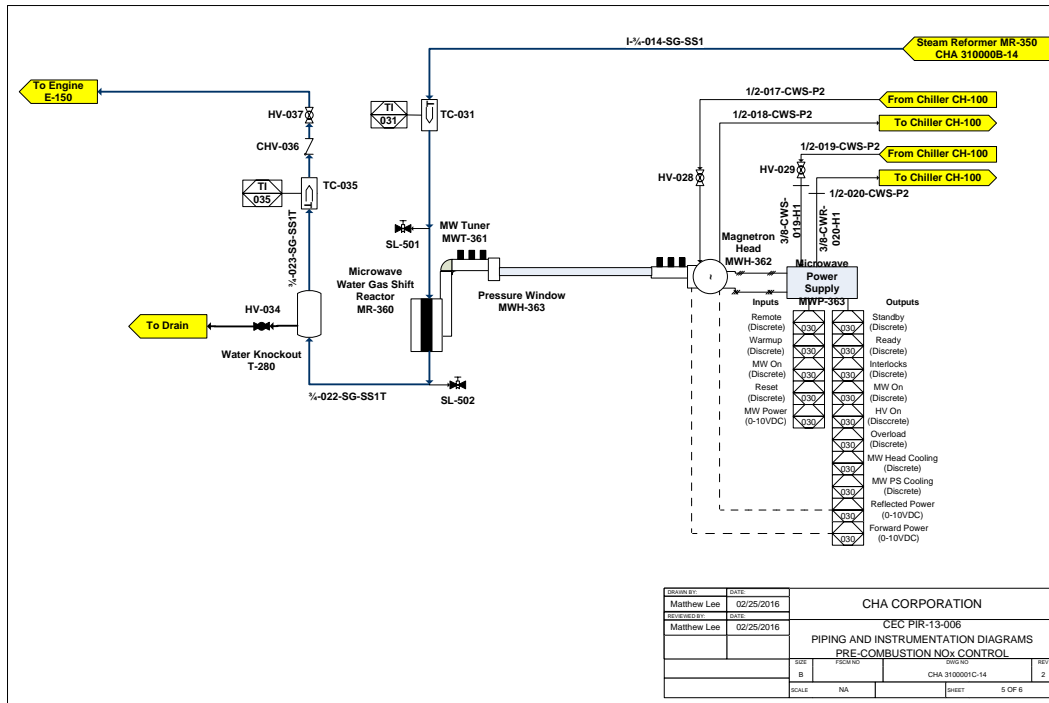 I-¾-014-SG-SS1
Steam Reformer MR-350
CHA 310000B-14
To Engine
E-150
HV-037
CHV-036
TI
035
TC-035
TI
031
TC-031
¾-023-SG-SS1T
SL-501
MW Tuner
MWT-361
Microwave
Water Gas Shift
Reactor
MR-360
Pressure Window
MWH-363
HV-034
To Drain
Water Knockout
T-280
¾-022-SG-SS1T
SL-502
1/2-017-CWS-P2
From Chiller CH-100
1/2-018-CWS-P2
To Chiller CH-100
1/2-019-CWS-P2
From Chiller CH-100
To Chiller CH-100
1/2-020-CWS-P2
HV-028
HV-029
3/8-CWS-
019-H1
3/8-CWR-
020-H1
Magnetron
Head
MWH-362
~
Microwave
Power
Supply
MWP-363
Inputs
Remote
(Discrete)
030
Warmup
(Discrete)
030
MW On
(Discrete)
030
Reset
(Discrete)
030
MW Power
(0-10VDC)
030
Outputs
030
Standby
(Discrete)
030
Ready
(Discrete)
030
Interlocks
(Discrete)
030
MW On
(Discrete)
030
HV On
(Disccrete)
030
Overload
(Discrete)
030
MW Head Cooling
(Discrete)
030
MW PS Cooling
(Discrete)
030
Reflected Power
(0-10VDC)
030
Forward Power
(0-10VDC)
DRAWN BY: DATE:
Matthew Lee 02/25/2016
REVIEWED BY: DATE:
Matthew Lee 02/25/2016
CHA CORPORATION
CEC PIR-13-006
PIPING AND INSTRUMENTATION DIAGRAMS
PRE-COMBUSTION NOx CONTROL
SIZE FSCM NO DWG NO REV
B CHA 3100001C-14 2
SCALE NA SHEET 5 OF 6